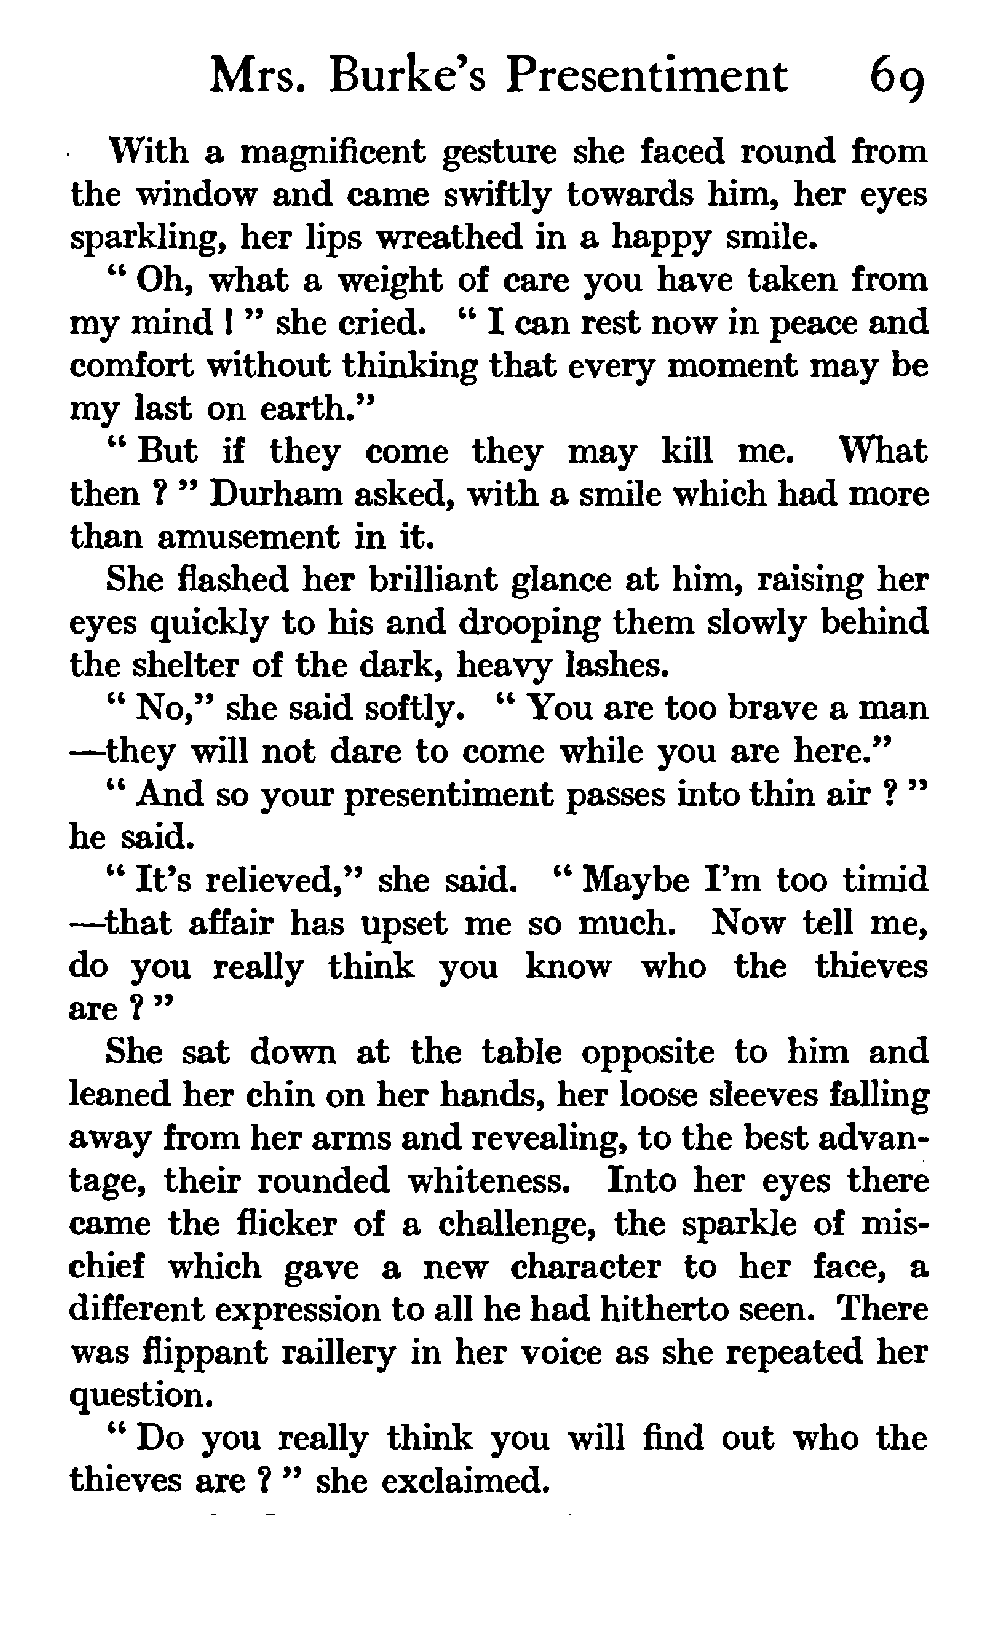 Mrs. Burke's Presentiment 69
With a magnificent gesture she faced round from
the window and came swiftly towards him, her eyes
sparkling, her lips wreathed in a happy smile.
" Oh, what a weight of care you have taken from
my mind ! " she cried. " I can rest now in peace and
comfort without thinking that every moment may be
my last on earth."
" But if they come they may kill me. What
then ? " Durham asked, with a smile which had more
than amusement in it.
She flashed her brilliant glance at him, raising her
eyes quickly to his and drooping them slowly behind
the shelter of the dark, heavy lashes.
" No," she said softly. " You are too brave a man
—they will not dare to come while you are here."
" And so your presentiment passes into thin air ? "
he said.
" It's relieved," she said. " Maybe I'm too timid
—that affair has upset me so much. Now tell me,
do you really think you know who the thieves
are ? "
She sat down at the table opposite to him and
leaned her chin on her hands, her loose sleeves falling
away from her arms and revealing, to the best advan-
tage, their rounded whiteness. Into her eyes there
came the flicker of a challenge, the sparkle of mis-
chief which gave a new character to her face, a
different expression to all he had hitherto seen. There
was flippant raillery in her voice as she repeated her
question.
" Do you really think you will find out who the
thieves are ? " she exclaimed.